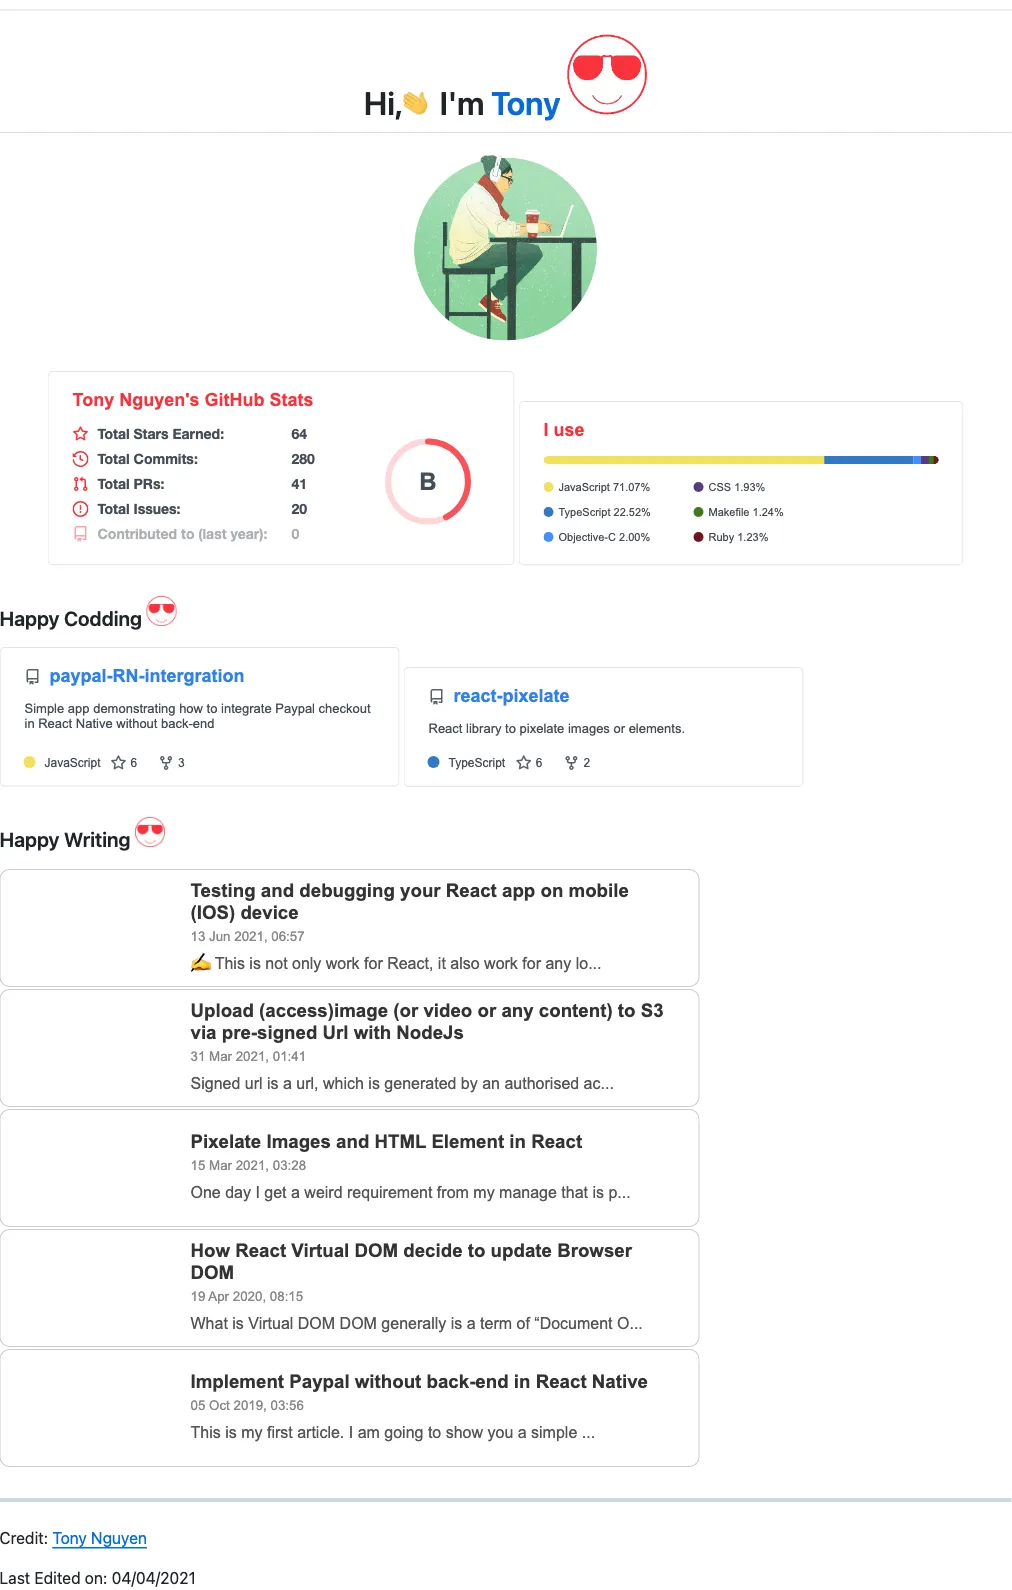 Hi,👋 I'm Tony
Tony Nguyen's GitHub Stats
Total Stars Earned: 64
Total Commits: 280
Total PRs: 41
Total Issues: 20
Contributed to (last year): 0
B
I use
JavaScript 71.07%
TypeScript 22.52%
Objective-C 2.00%
CSS 1.93%
Makefile 1.24%
Ruby 1.23%
Happy Codding
paypal-RN-intergration
Simple app demonstrating how to integrate Paypal checkout
in React Native without back-end
JavaScript 6 3
react-pixelate
React library to pixelate images or elements.
TypeScript 6 2
Happy Writing
Testing and debugging your React app on mobile
(IOS) device
13 Jun 2021, 06:57
✍️ This is not only work for React, it also work for any lo...
Upload (access)image (or video or any content) to S3
via pre-signed Url with NodeJs
31 Mar 2021, 01:41
Signed url is a url, which is generated by an authorised ac...
Pixelate Images and HTML Element in React
15 Mar 2021, 03:28
One day I get a weird requirement from my manage that is p...
How React Virtual DOM decide to update Browser
DOM
19 Apr 2020, 08:15
What is Virtual DOM DOM generally is a term of “Document O...
Implement Paypal without back-end in React Native
05 Oct 2019, 03:56
This is my first article. I am going to show you a simple ...
Credit: Tony Nguyen
Last Edited on: 04/04/2021